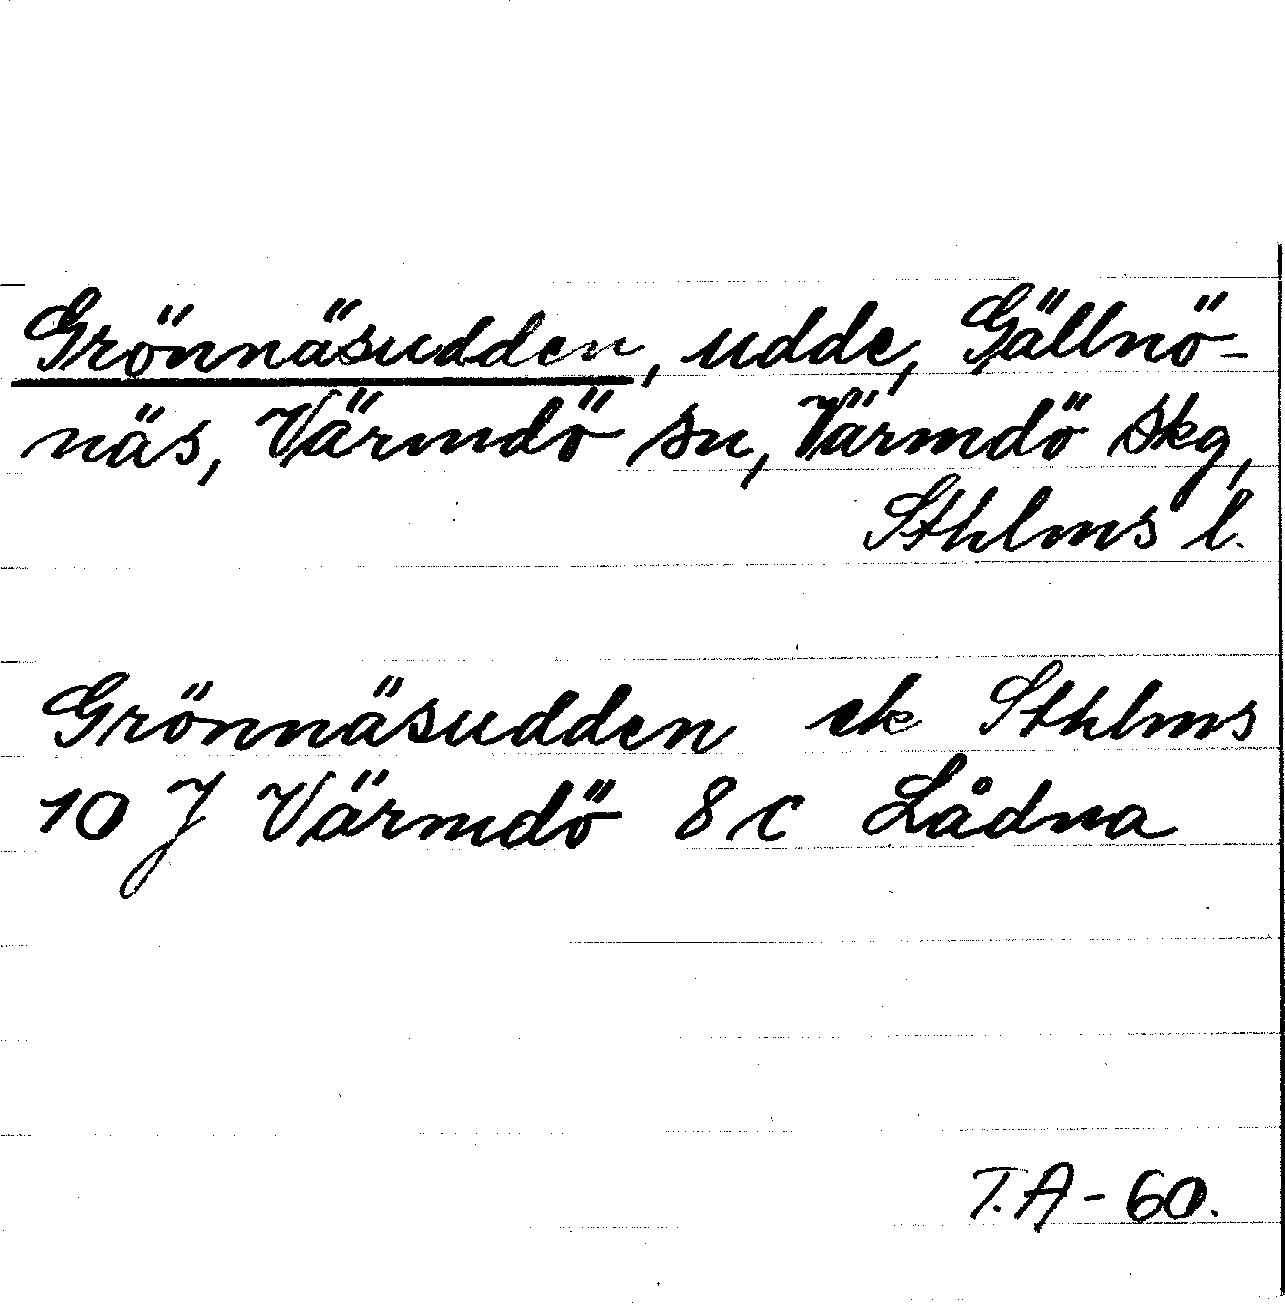 Grönnäsudden, udde, Gällnö-
näs, Värmdö sn, Värmdö skg,
Sthlms l.
Grönnäsudden ek Sthlms
10 J Värmdö 8 c Lådna
T.A-60.